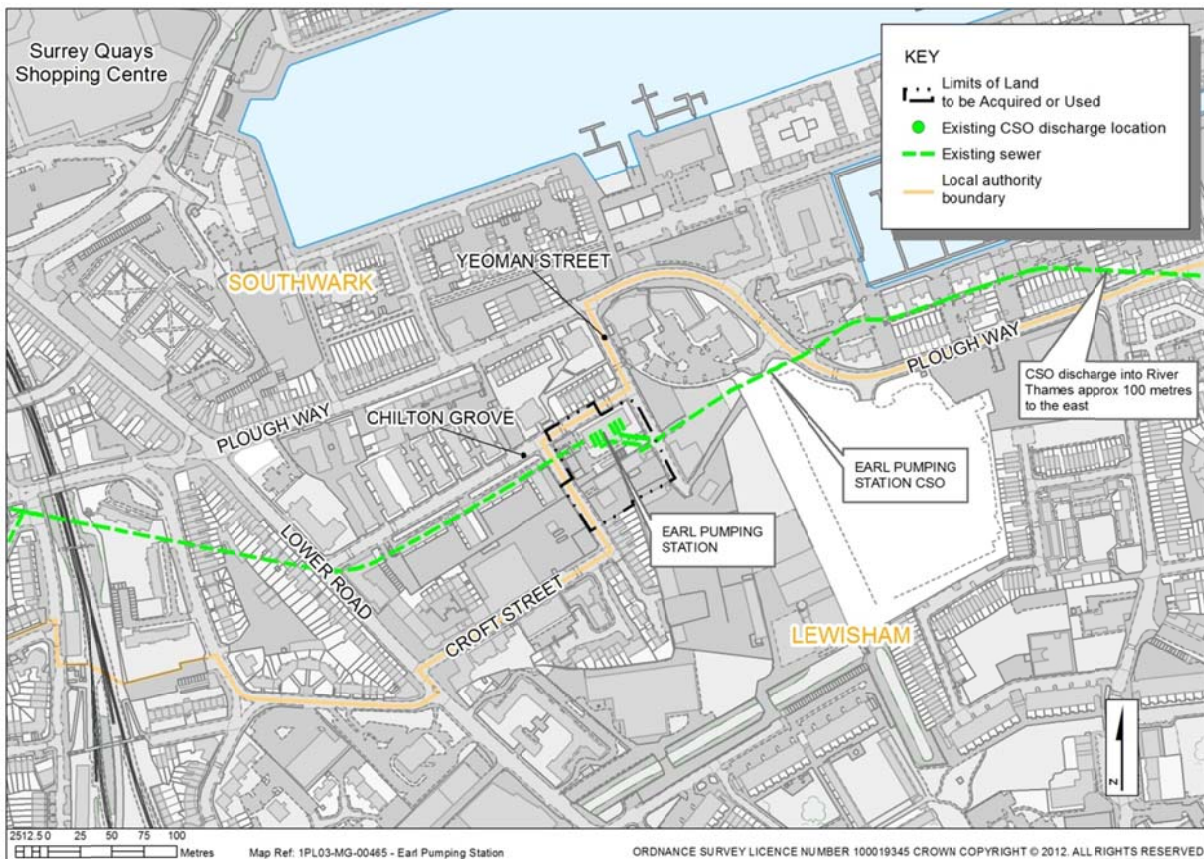 Surrey Quays
Shopping Centre
KEY
Limits of Land
to be Acquired or Used
Existing CSO discharge location
Existing sewer
Local authority
boundary
YEOMAN STREET
SOUTHWARK
PLOUGH WAY
CSO discharge into River
Thames approx 100 metres
to the east
CHILTON GROVE
PLOUGH WAY
EARL PUMPING
STATION CSO
EARL PUMPING
STATION
LOWER ROAD
CROFT STREET
LEWISHAM
N
2512.50 25 50 75 100
Metres
Map Ref: 1PL03-MG-00465 - Earl Pumping Station
ORDNANCE SURVEY LICENCE NUMBER 100019345 CROWN COPYRIGHT © 2012. ALL RIGHTS RESERVED